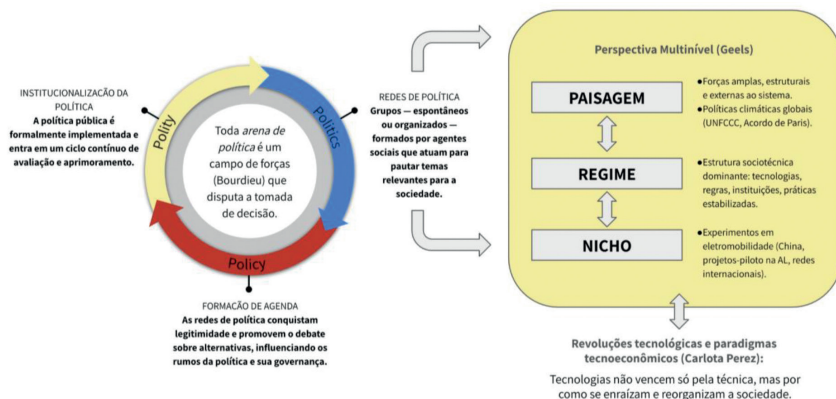 INSTITUCIONALIZAÇÃO DA
POLÍTICA
A política pública é
formalmente implementada e
entra em um ciclo contínuo de
avaliação e aprimoramento.
Polity
Politics
Policy
Toda arena de
política é um
campo de forças
(Bourdieu) que
disputa a tomada
de decisão.
REDES DE POLÍTICA
Grupos — espontâneos
ou organizados —
formados por agentes
sociais que atuam para
pautar temas
relevantes para a
sociedade.
FORMAÇÃO DE AGENDA
As redes de política conquistam
legitimidade e promovem o debate
sobre alternativas, influenciando os
rumos da política e sua governança.
Perspectiva Multinível (Geels)
PAISAGEM
●Forças amplas, estruturais
e externas ao sistema.
●Políticas climáticas globais
(UNFCCC, Acordo de Paris).
REGIME
●Estrutura sociotécnica
dominante: tecnologias,
regras, instituições, práticas
estabilizadas.
NICHO
●Experimentos em
eletromobilidade (China,
projetos-piloto na AL, redes
internacionais).
Revoluções tecnológicas e paradigmas
tecnoeconômicos (Carlota Perez):
Tecnologias não vencem só pela técnica, mas por
como se enraízam e reorganizam a sociedade.